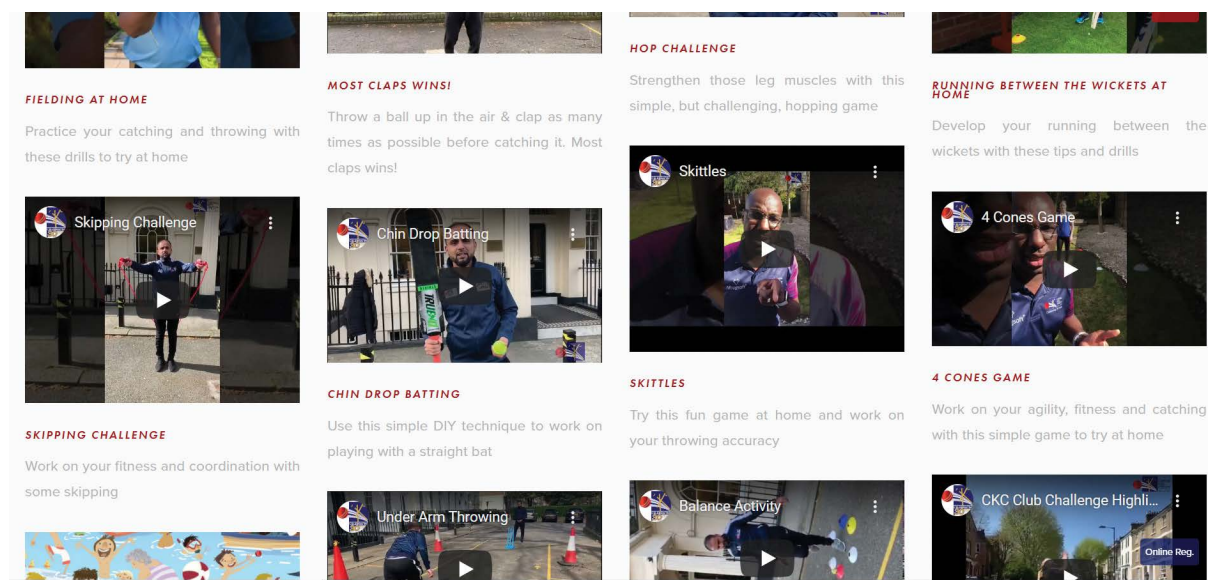 FIELDING AT HOME
Practice your catching and throwing with
these drills to try at home
Skipping Challenge
SKIPPING CHALLENGE
Work on your fitness and coordination with
some skipping
MOST CLAPS WINS!
Throw a ball up in the air & clap as many
times as possible before catching it. Most
claps wins!
Chin Drop Batting
CHIN DROP BATTING
Use this simple DIY technique to work on
playing with a straight bat
Under Arm Throwing
HOP CHALLENGE
Strengthen those leg muscles with this
simple, but challenging, hopping game
Skittles
SKITTLES
Try this fun game at home and work on
your throwing accuracy
Balance Activity
RUNNING BETWEEN THE WICKETS AT
HOME
Develop your running between the
wickets with these tips and drills
4 Cones Game
4 CONES GAME
Work on your agility, fitness and catching
with this simple game to try at home
CKC Club Challenge Highli...
Online Reg.